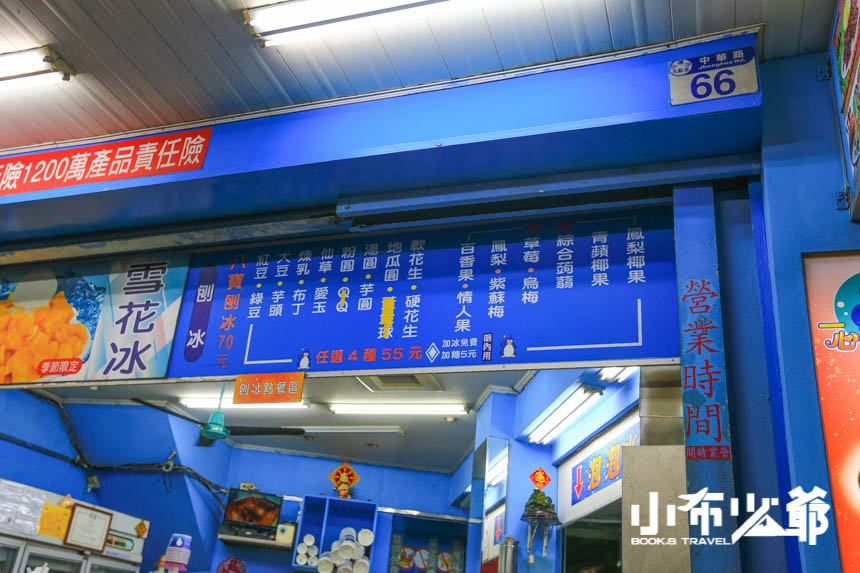 中華路
Jhonghua Rd.
66
險1200萬產品責任險
雪花冰
季節限定
刨冰
八寶刨冰70元
紅豆・綠豆
大豆・芋頭
煉乳・布丁
仙草・愛玉
粉圓・QQ
湯圓・芋圓
地瓜圓
軟花生・硬花生
百香果・情人果
鳳梨・紫蘇梅
草莓・烏梅
綜合蒟蒻
青蘋椰果
鳳梨椰果
任選4種55元
加冰免費
加糖5元
限內用
刨冰點餐區
營業時間
泡泡
小布少爺
BOOK.S TRAVEL